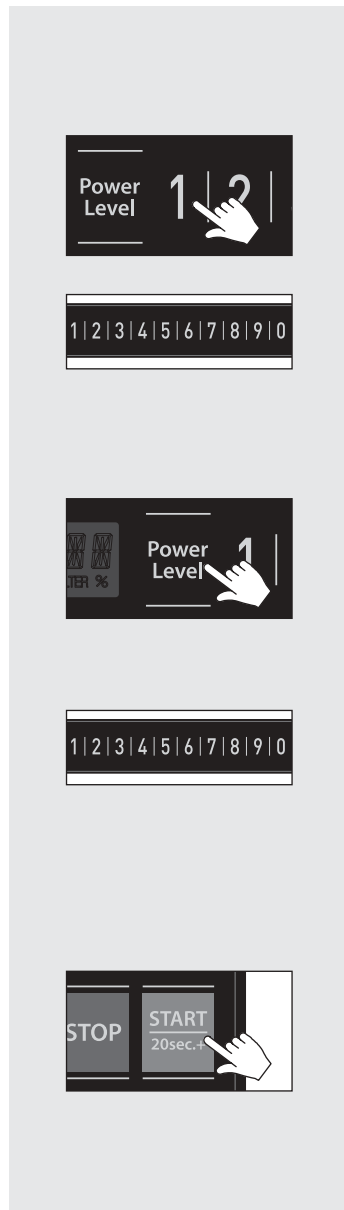 Power
Level
1 | 2 |
1 | 2 | 3 | 4 | 5 | 6 | 7 | 8 | 9 | 0
LTER %
Power
Level
1 |
1 | 2 | 3 | 4 | 5 | 6 | 7 | 8 | 9 | 0
STOP
START
20sec.+